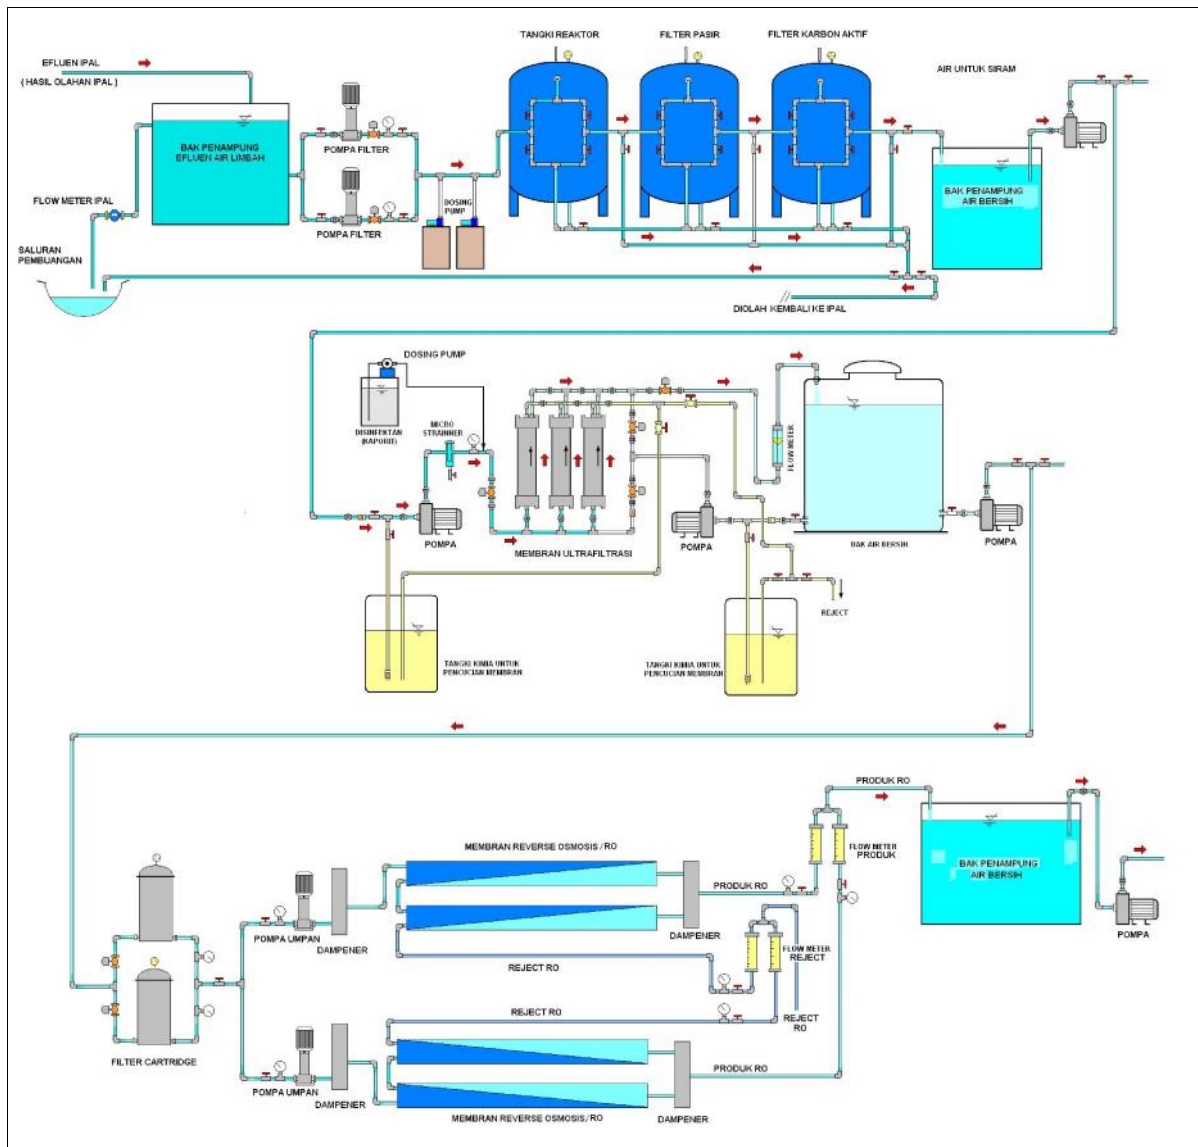 TANGKI REAKTOR
FILTER PASIR
FILTER KARBON AKTIF
EFLUEN IPAL
( HASIL OLAHAN IPAL )
AIR UNTUK SIRAM
BAK PENAMPUNG
EFLUEN AIR LIMBAH
POMPA FILTER
FLOW METER IPAL
DOSING
PUMP
BAK PENAMPUNG
AIR BERSIH
POMPA FILTER
SALURAN
PEMBUANGAN
DIOLAH KEMBALI KE IPAL
DOSING PUMP
DISINFEKTAN
(KAPORIT)
MICRO
STRAINNER
FLOW METER
POMPA
MEMBRAN ULTRAFILTRASI
POMPA
BAK AIR BERSIH
POMPA
REJECT
TANGKI KIMIA UNTUK
PENCUCIAN MEMBRAN
TANGKI KIMIA UNTUK
PENCUCIAN MEMBRAN
PRODUK RO
MEMBRAN REVERSE OSMOSIS / RO
FLOW METER
PRODUK
BAK PENAMPUNG
AIR BERSIH
PRODUK RO
POMPA UMPAN
DAMPENER
DAMPENER
POMPA
FLOW METER
REJECT
REJECT RO
REJECT RO
REJECT
RO
FILTER CARTRIDGE
POMPA UMPAN
DAMPENER
PRODUK RO
MEMBRAN REVERSE OSMOSIS / RO
DAMPENER